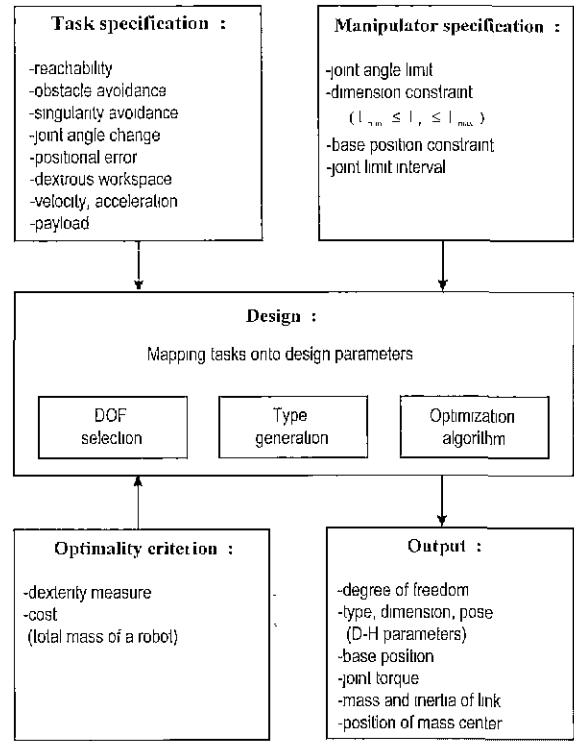 Task specification :
-reachability
-obstacle avoidance
-singularity avoidance
-joint angle change
-positional error
-dextrous workspace
-velocity, acceleration
-payload
Manipulator specification :
-joint angle limit
-dimension constraint
( l min ≤ l i ≤ l max )
-base position constraint
-joint limit interval
Design :
Mapping tasks onto design parameters
DOF
selection
Type
generation
Optimization
algorithm
Optimality criterion :
-dexterity measure
-cost
(total mass of a robot)
Output :
-degree of freedom
-type, dimension, pose
(D-H parameters)
-base position
-joint torque
-mass and inertia of link
-position of mass center